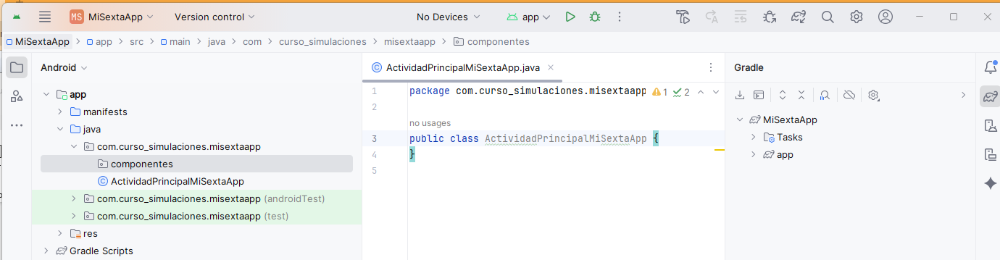 MS MiSextaApp Version control No Devices app
MiSextaApp app src main java com curso_simulaciones misextaapp componentes
Android
app
manifests
java
com.curso_simulaciones.misextaapp
componentes
ActividadPrincipalMiSextaApp
com.curso_simulaciones.misextaapp (androidTest)
com.curso_simulaciones.misextaapp (test)
res
Gradle Scripts
ActividadPrincipalMiSextaApp.java
1 package com.curso_simulaciones.misextaapp 1 2
2
no usages
3 public class ActividadPrincipalMiSextaApp {
4 }
5
Gradle
MiSextaApp
Tasks
app